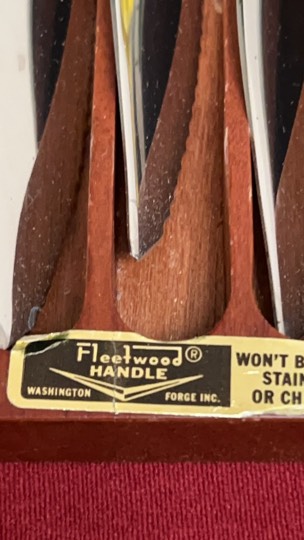 Fleetwood®
HANDLE
WASHINGTON FORGE INC.
WON'T B
STAIN
OR CH